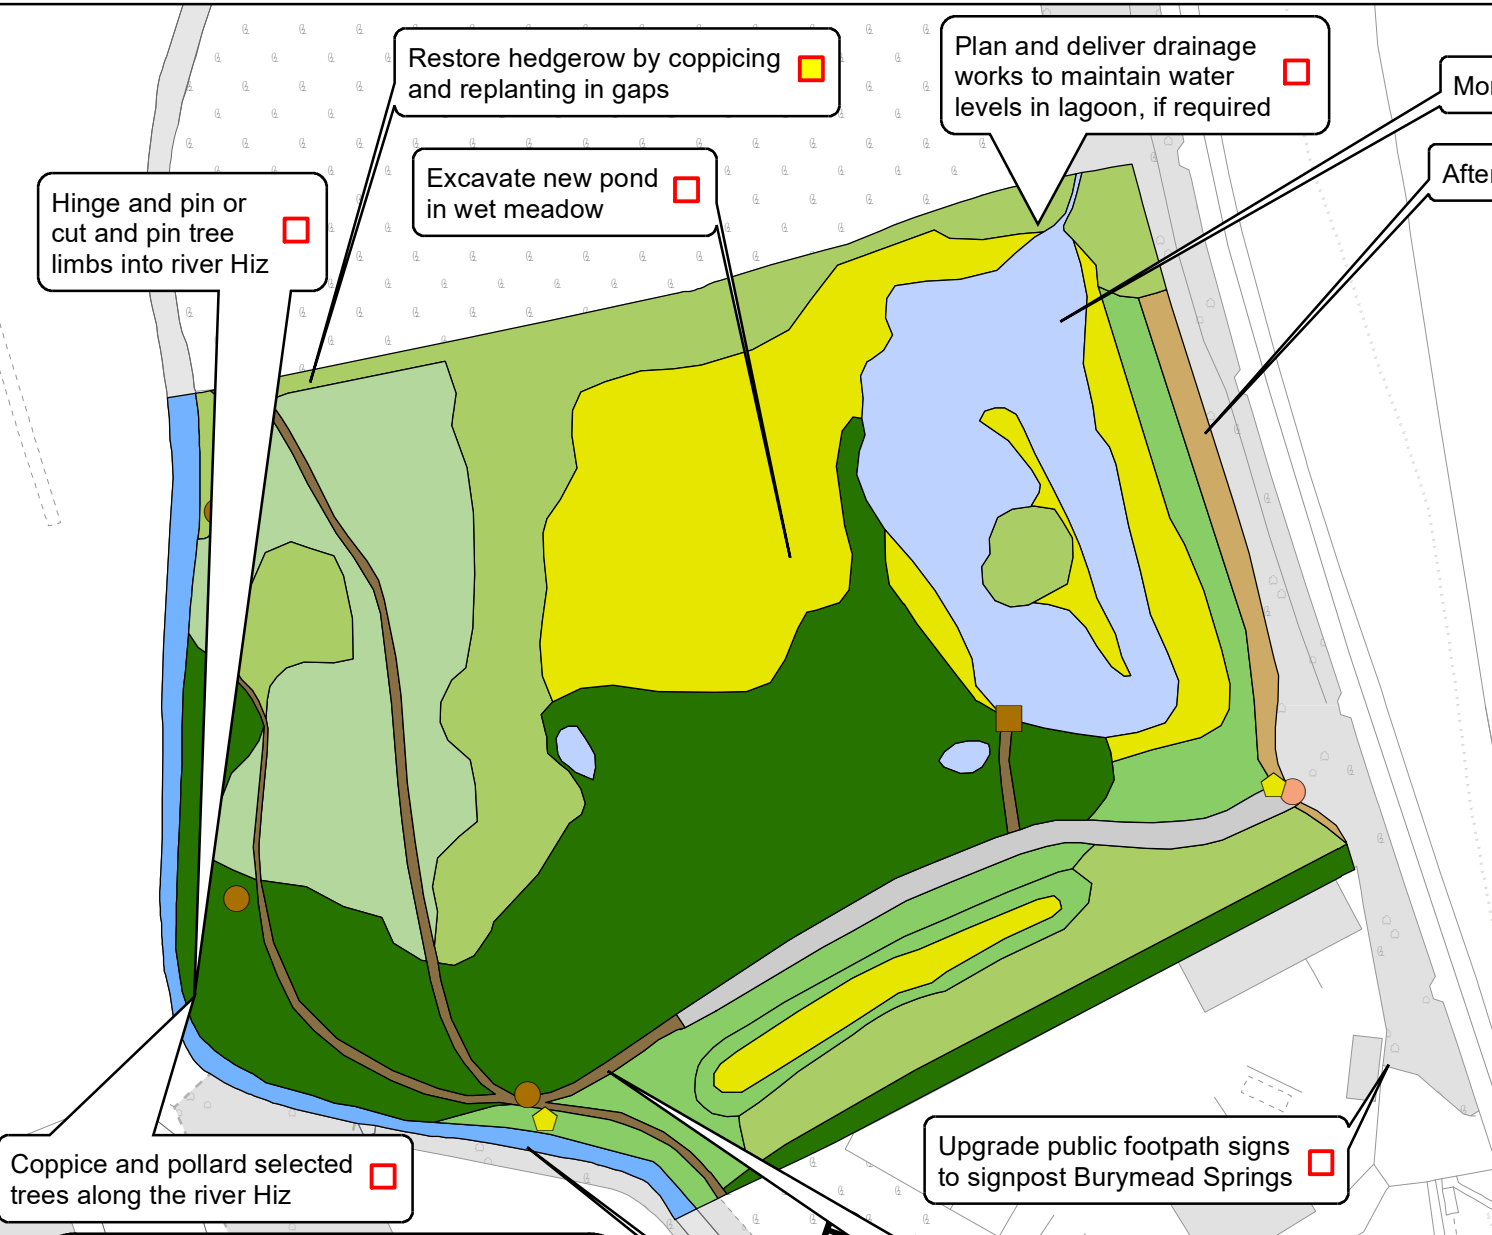 Restore hedgerow by coppicing
and replanting in gaps
Plan and deliver drainage
works to maintain water
levels in lagoon, if required
Excavate new pond
in wet meadow
Hinge and pin or
cut and pin tree
limbs into river Hiz
Coppice and pollard selected
trees along the river Hiz
Upgrade public footpath signs
to signpost Burymead Springs